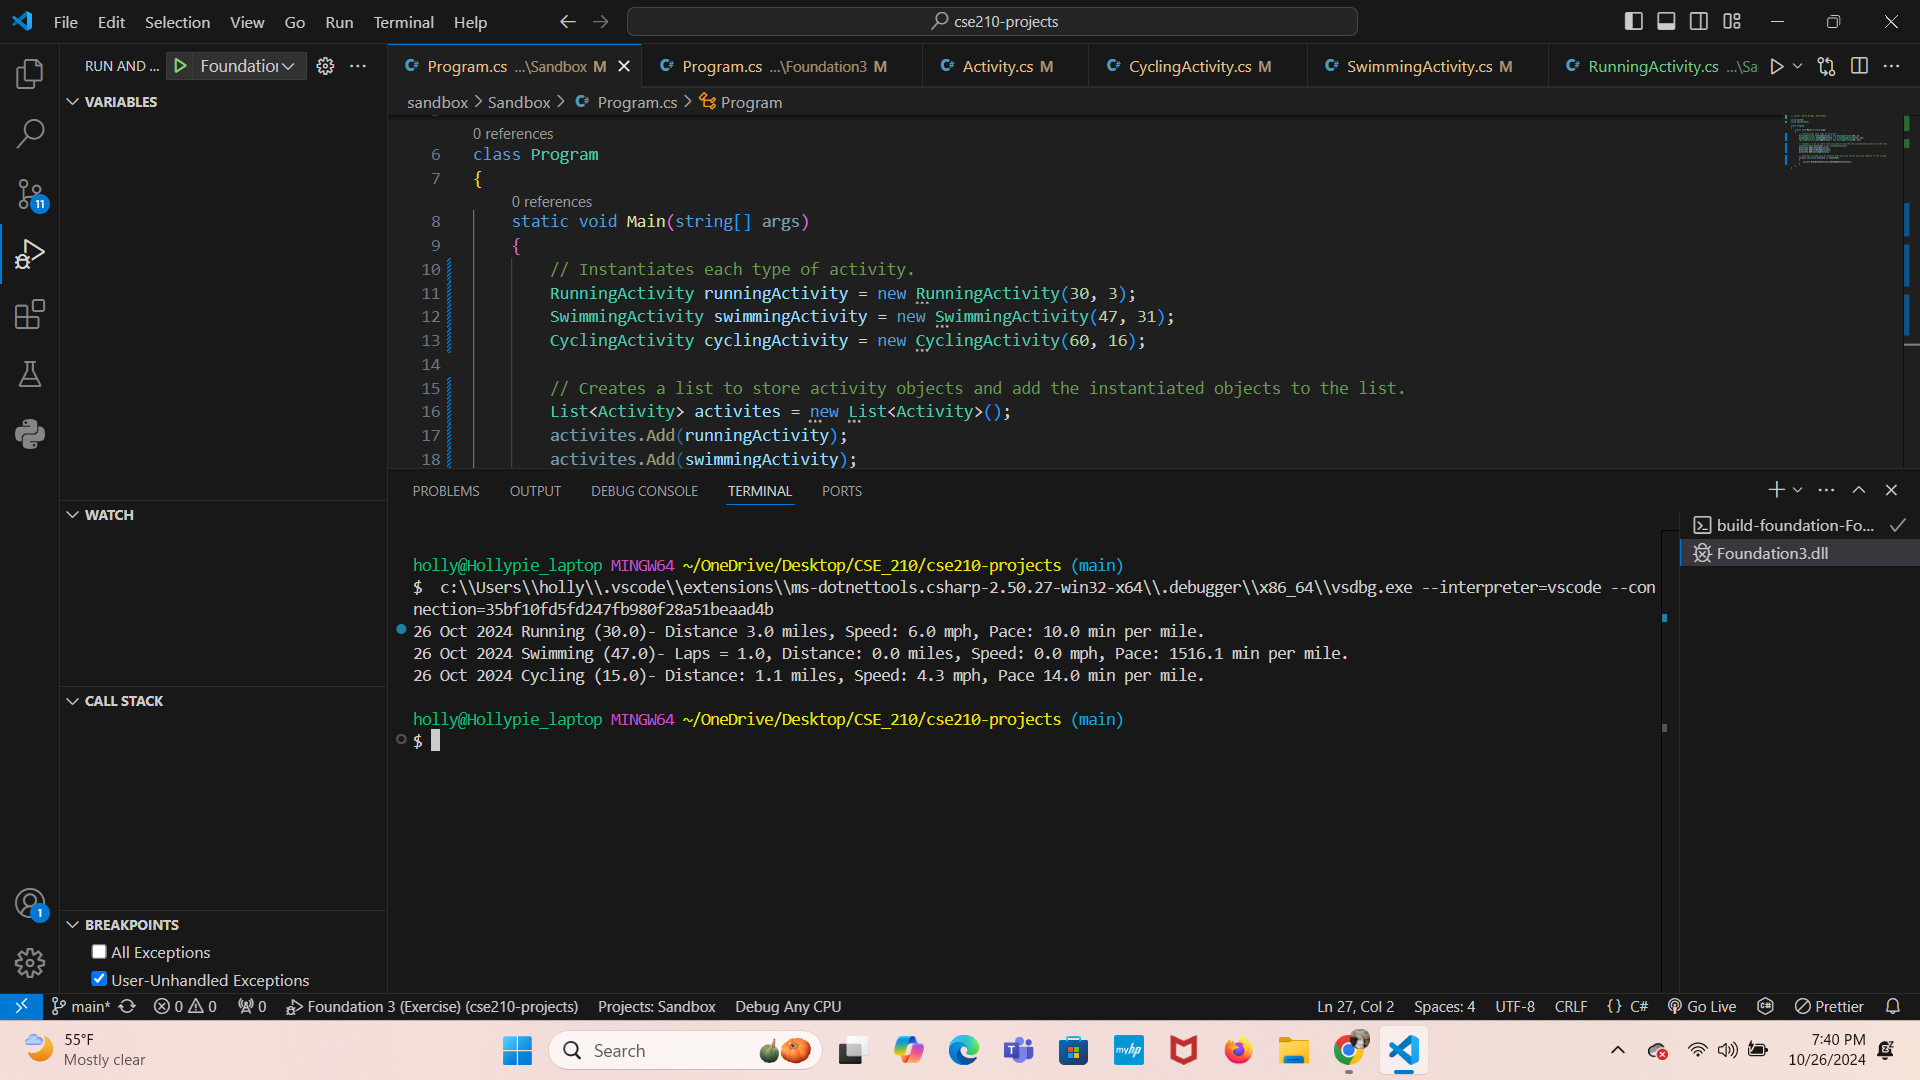 File Edit Selection View Go Run Terminal Help
cse210-projects
RUN AND ... Foundation
Program.cs ...\Sandbox M
Program.cs ...\Foundation3 M
Activity.cs M
CyclingActivity.cs M
SwimmingActivity.cs M
RunningActivity.cs ...\Sa
VARIABLES
sandbox > Sandbox > Program.cs > Program
0 references
6 class Program
7 {
0 references
8 static void Main(string[] args)
9 {
10 // Instantiates each type of activity.
11 RunningActivity runningActivity = new RunningActivity(30, 3);
12 SwimmingActivity swimmingActivity = new SwimmingActivity(47, 31);
13 CyclingActivity cyclingActivity = new CyclingActivity(60, 16);
14
15 // Creates a list to store activity objects and add the instantiated objects to the list.
16 List<Activity> activites = new List<Activity>();
17 activites.Add(runningActivity);
18 activites.Add(swimmingActivity);
11
WATCH
CALL STACK
BREAKPOINTS
All Exceptions
User-Unhandled Exceptions
1
PROBLEMS OUTPUT DEBUG CONSOLE TERMINAL PORTS
build-foundation-Fo...
Foundation3.dll
holly@Hollypie_laptop MINGW64 ~/OneDrive/Desktop/CSE_210/cse210-projects (main)
$ c:\\Users\\holly\\.vscode\\extensions\\ms-dotnettools.csharp-2.50.27-win32-x64\\.debugger\\x86_64\\vsdbg.exe --interpreter=vscode --con
nection=35bf10fd5fd247fb980f28a51beaad4b
26 Oct 2024 Running (30.0)- Distance 3.0 miles, Speed: 6.0 mph, Pace: 10.0 min per mile.
26 Oct 2024 Swimming (47.0)- Laps = 1.0, Distance: 0.0 miles, Speed: 0.0 mph, Pace: 1516.1 min per mile.
26 Oct 2024 Cycling (15.0)- Distance: 1.1 miles, Speed: 4.3 mph, Pace 14.0 min per mile.
holly@Hollypie_laptop MINGW64 ~/OneDrive/Desktop/CSE_210/cse210-projects (main)
$
main* 0 0 0 Foundation 3 (Exercise) (cse210-projects) Projects: Sandbox Debug Any CPU
Ln 27, Col 2 Spaces: 4 UTF-8 CRLF {} C# Go Live Prettier
55°F
Mostly clear
Search
myhp
7:40 PM
10/26/2024